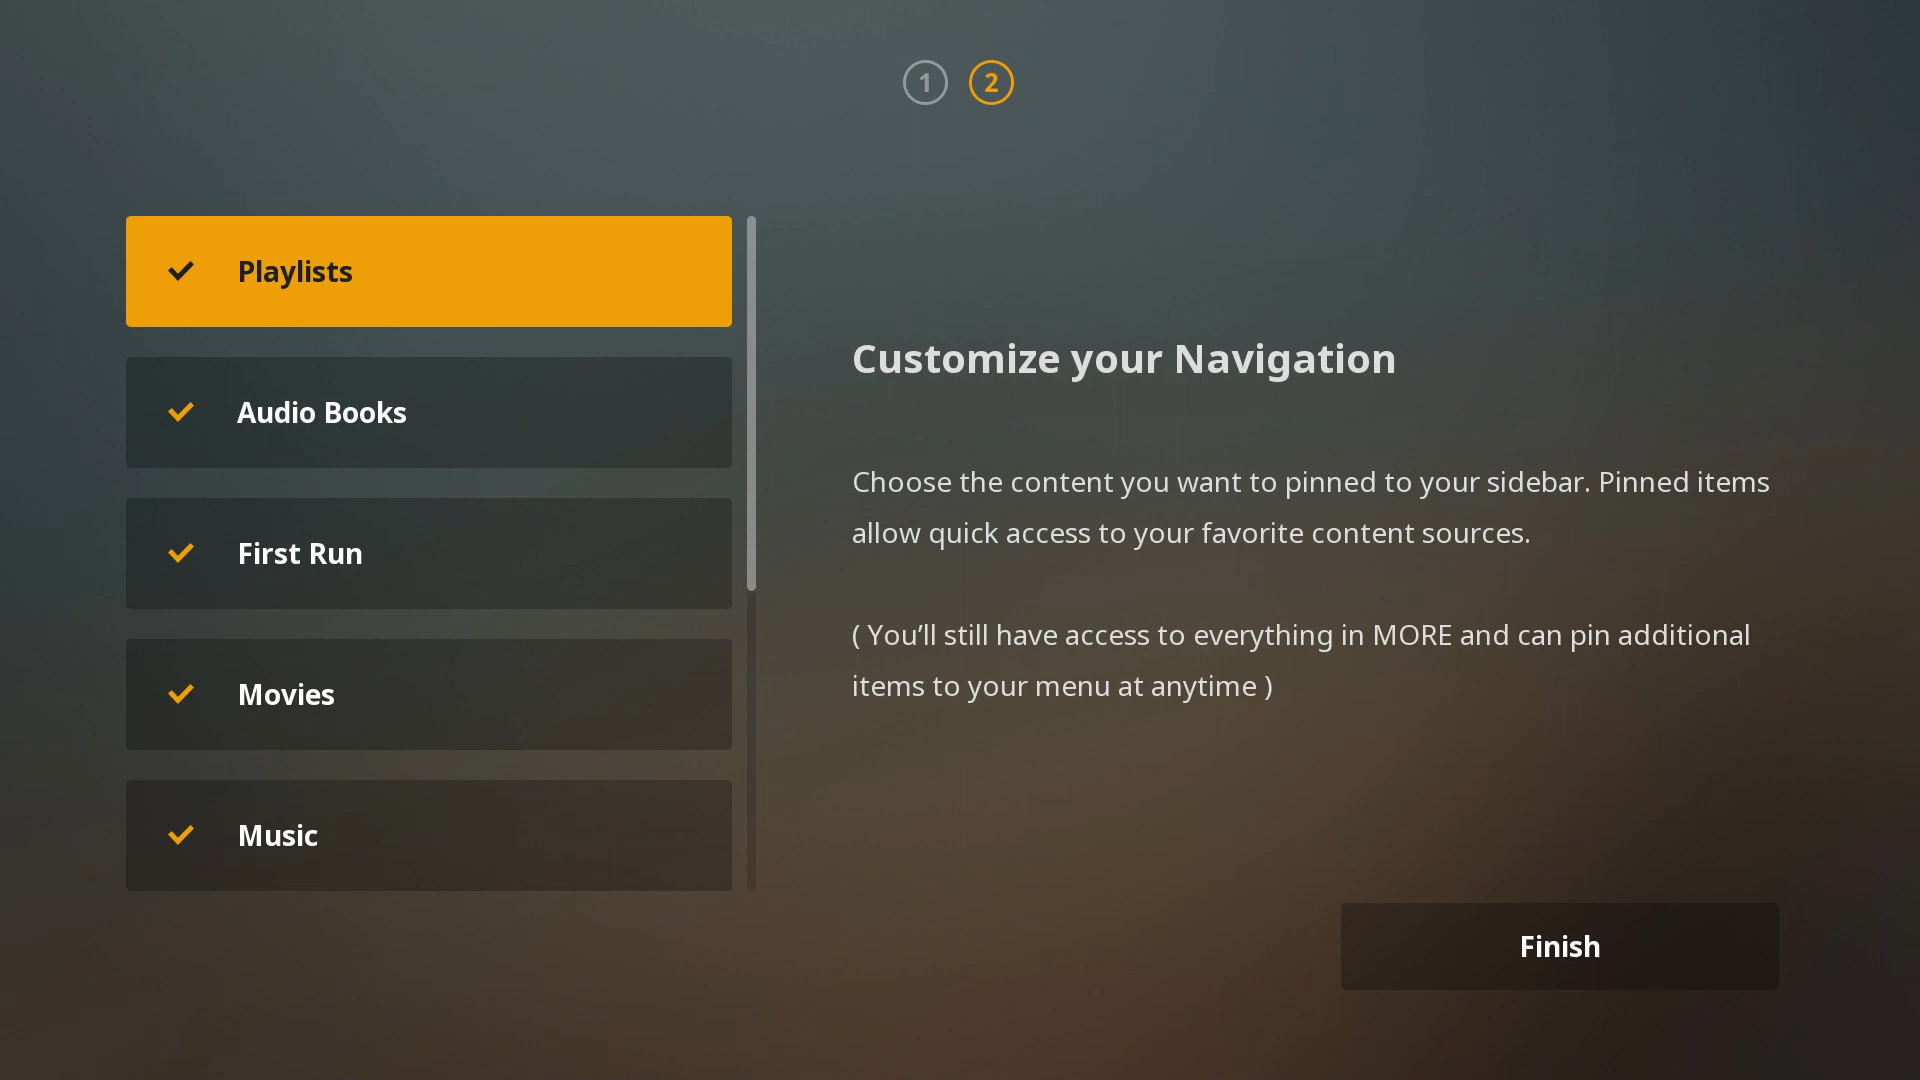 1 2
Playlists
Audio Books
First Run
Movies
Music
Customize your Navigation
Choose the content you want to pinned to your sidebar. Pinned items
allow quick access to your favorite content sources.
( You’ll still have access to everything in MORE and can pin additional
items to your menu at anytime )
Finish